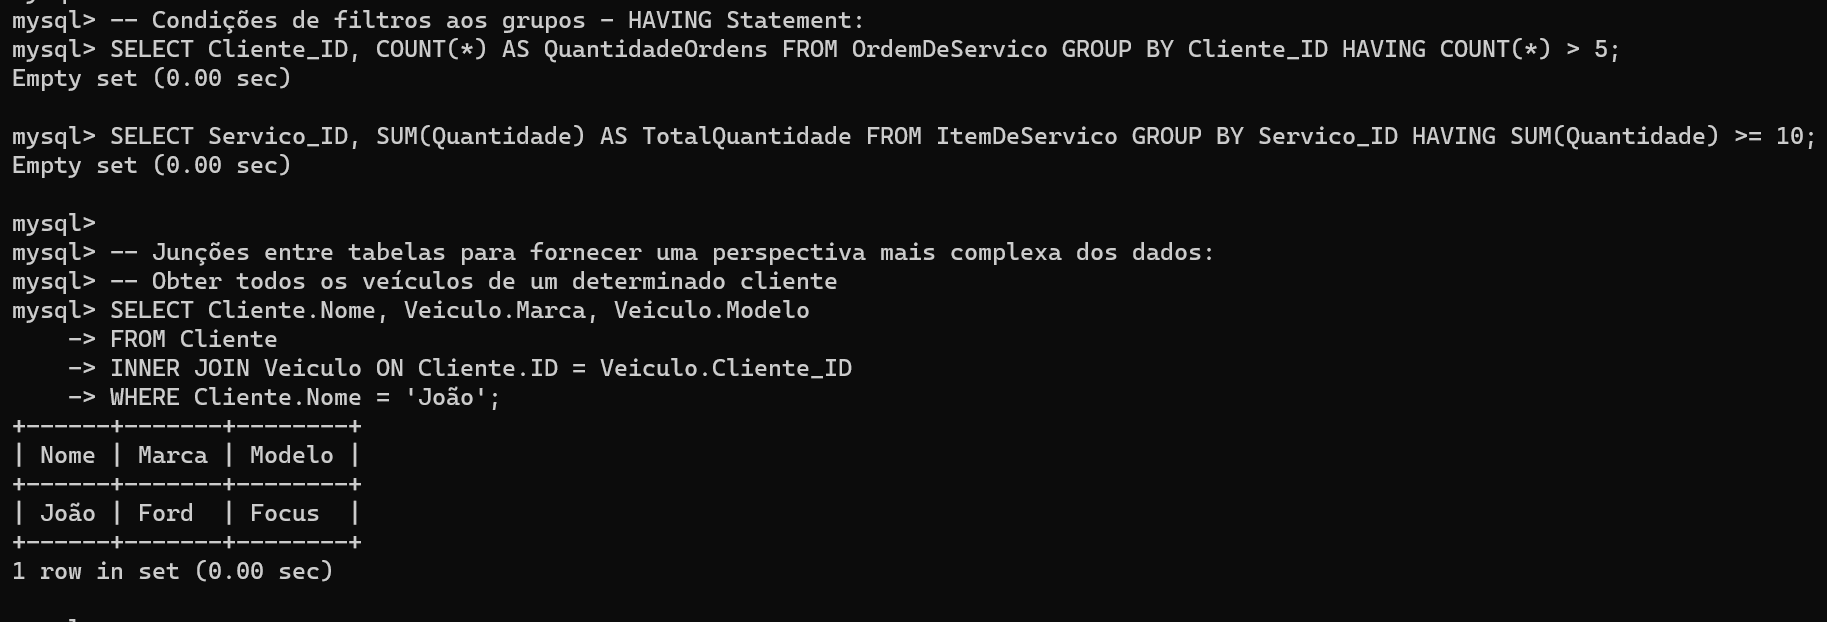 mysql> -- Condições de filtros aos grupos - HAVING Statement:
mysql> SELECT Cliente_ID, COUNT(*) AS QuantidadeOrdens FROM OrdemDeServico GROUP BY Cliente_ID HAVING COUNT(*) > 5;
Empty set (0.00 sec)
mysql> SELECT Servico_ID, SUM(Quantidade) AS TotalQuantidade FROM ItemDeServico GROUP BY Servico_ID HAVING SUM(Quantidade) >= 10;
Empty set (0.00 sec)
mysql>
mysql> -- Junções entre tabelas para fornecer uma perspectiva mais complexa dos dados:
mysql> -- Obter todos os veículos de um determinado cliente
mysql> SELECT Cliente.Nome, Veiculo.Marca, Veiculo.Modelo
    -> FROM Cliente
    -> INNER JOIN Veiculo ON Cliente.ID = Veiculo.Cliente_ID
    -> WHERE Cliente.Nome = 'João';
+------+-------+--------+
| Nome | Marca | Modelo |
+------+-------+--------+
| João | Ford  | Focus  |
+------+-------+--------+
1 row in set (0.00 sec)